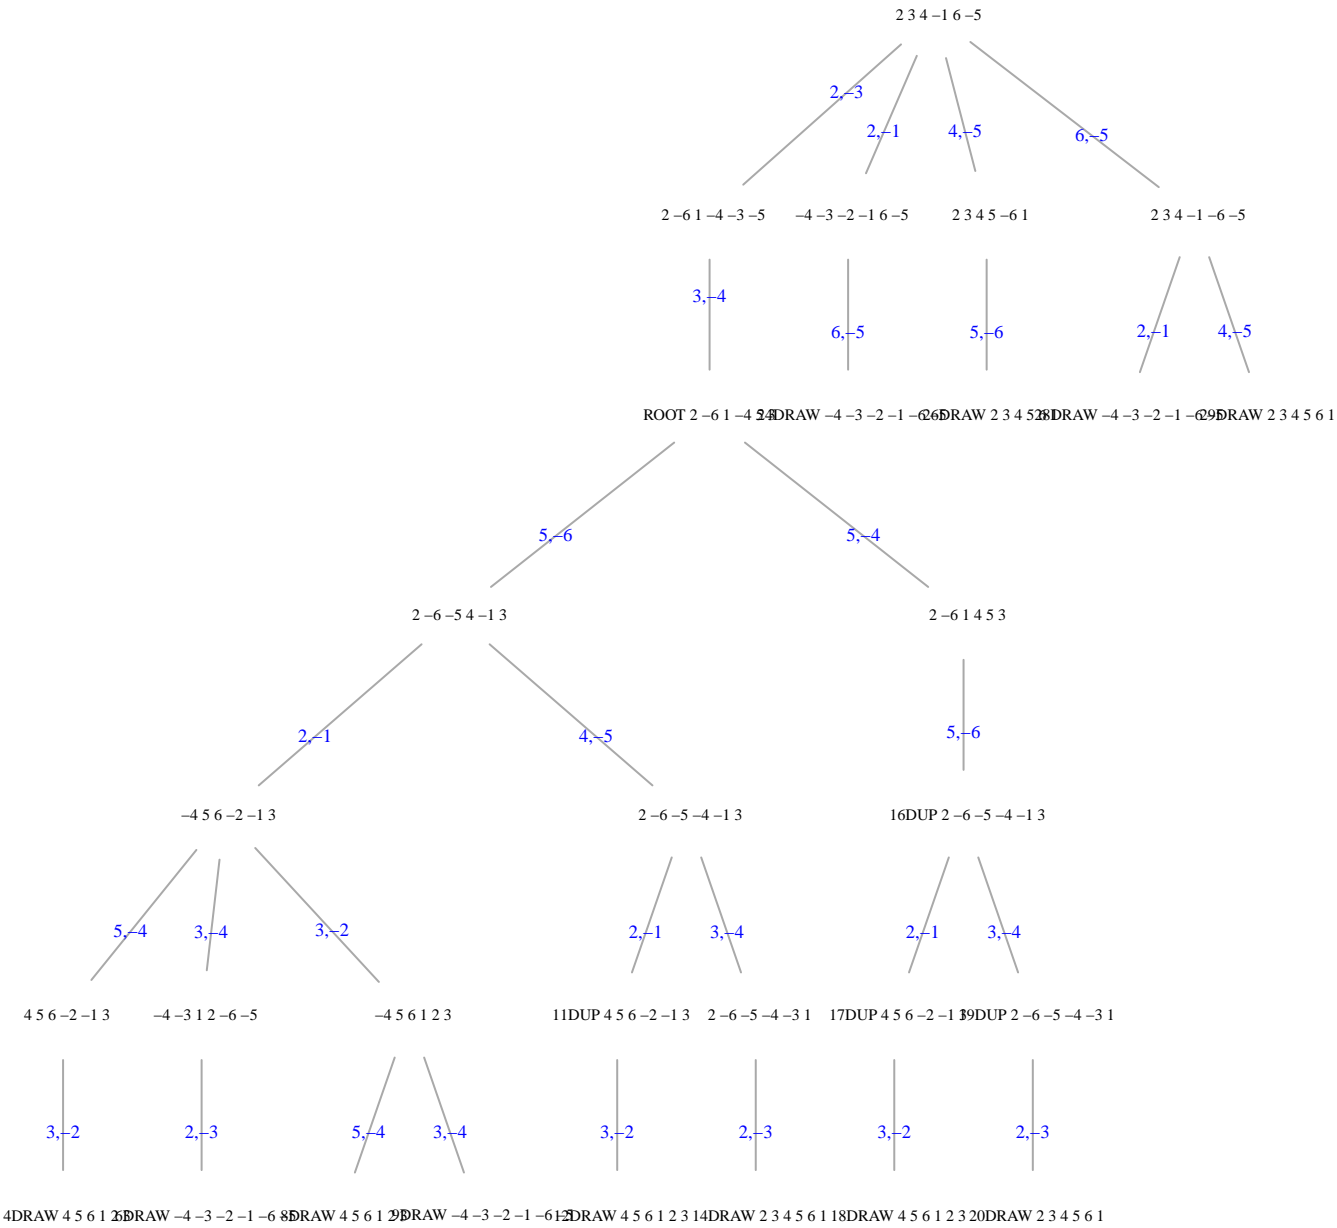 2 3 4 –1 6 –5
2,–3
2,–1 4,–5
6,–5
2 –6 1 –4 –3 –5 –4 –3 –2 –1 6 –5 2 3 4 5 –6 1 2 3 4 –1 –6 –5
3,–4
6,–5 5,–6 2,–1 4,–5
ROOT 2 –6 1 –4 5 3 24DRAW –4 –3 –2 –1 –6 –5 26DRAW 2 3 4 5 6 1 28DRAW –4 –3 –2 –1 –6 –5 29DRAW 2 3 4 5 6 1
5,–6 5,–4
2 –6 –5 4 –1 3 2 –6 1 4 5 3
2,–1 4,–5 5,–6
–4 5 6 –2 –1 3 2 –6 –5 –4 –1 3 16DUP 2 –6 –5 –4 –1 3
5,–4 3,–4 3,–2 2,–1 3,–4 2,–1 3,–4
4 5 6 –2 –1 3 –4 –3 1 2 –6 –5 –4 5 6 1 2 3 11DUP 4 5 6 –2 –1 3 2 –6 –5 –4 –3 1 17DUP 4 5 6 –2 –1 3 19DUP 2 –6 –5 –4 –3 1
3,–2 2,–3 5,–4 3,–4 3,–2 2,–3 3,–2 2,–3
4DRAW 4 5 6 1 2 3 6DRAW –4 –3 –2 –1 –6 –5 8DRAW 4 5 6 1 2 3 9DRAW –4 –3 –2 –1 –6 –5 12DRAW 4 5 6 1 2 3 14DRAW 2 3 4 5 6 1 18DRAW 4 5 6 1 2 3 20DRAW 2 3 4 5 6 1